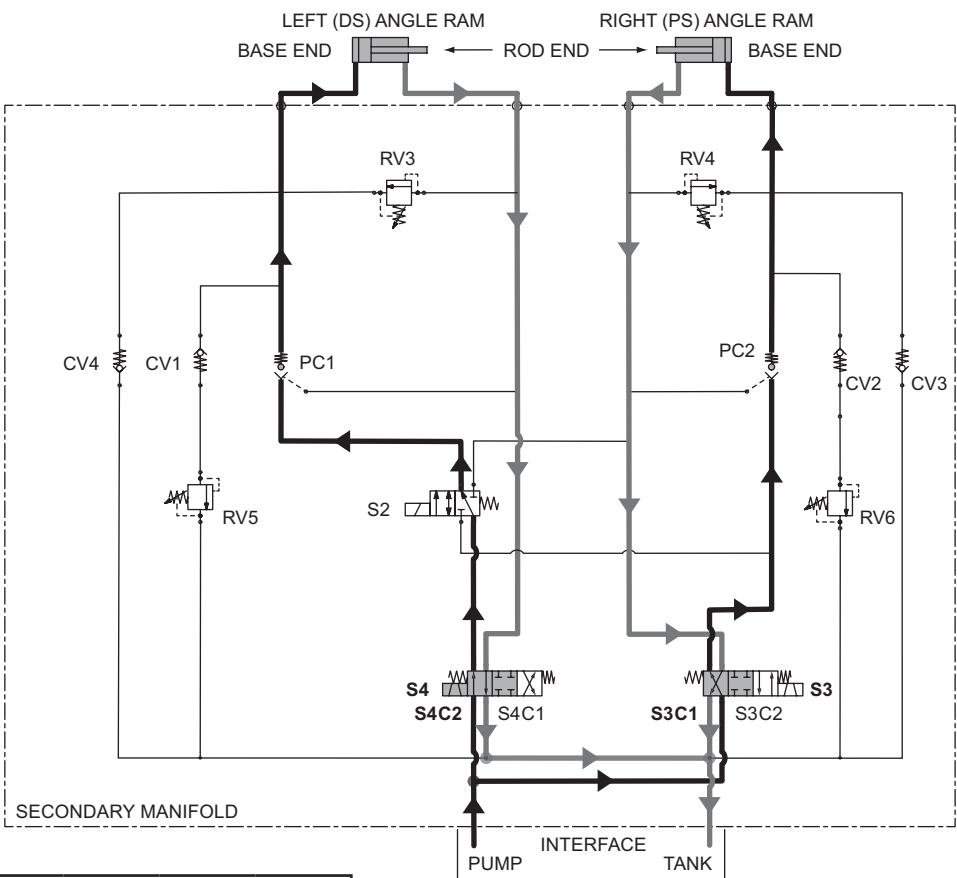 LEFT (DS) ANGLE RAM
RIGHT (PS) ANGLE RAM
BASE END
ROD END
BASE END
RV3
RV4
CV4
CV1
PC1
PC2
CV2
CV3
S2
RV5
RV6
S4
S3
S4C2
S4C1
S3C1
S3C2
SECONDARY MANIFOLD
INTERFACE
PUMP
TANK